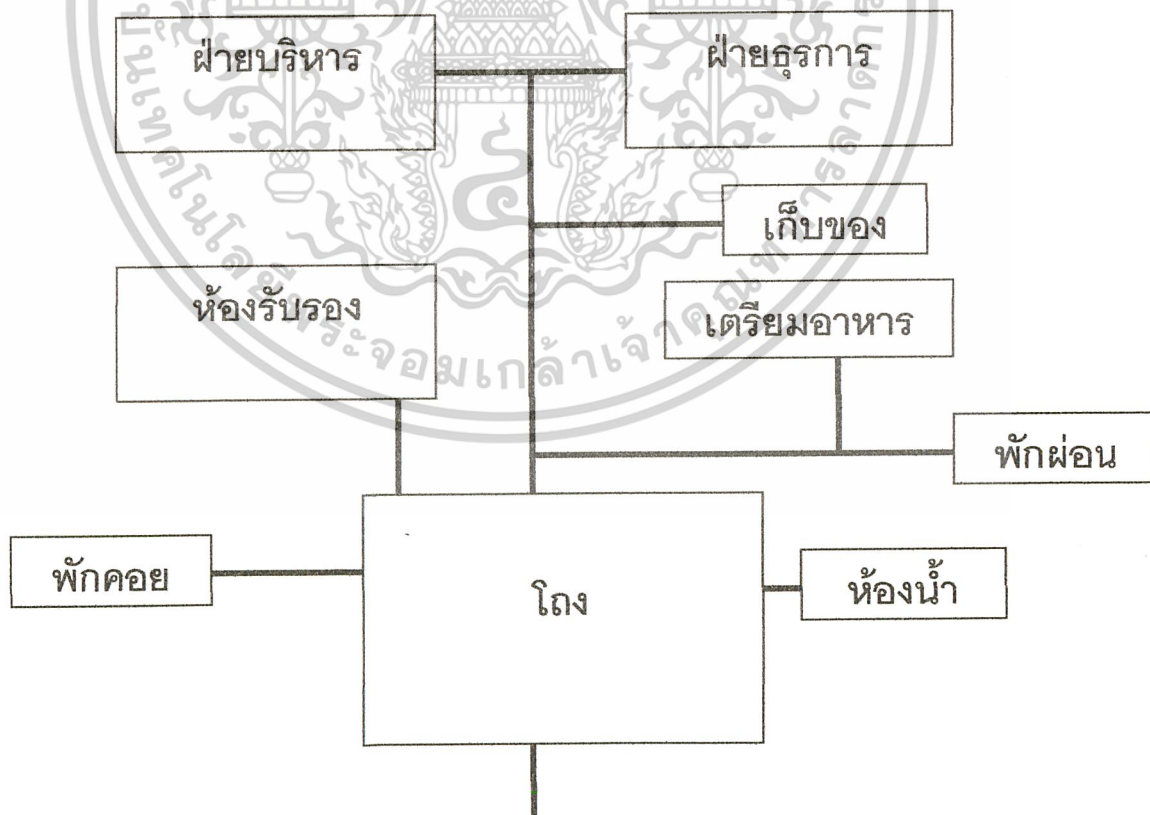 ฝ่ายบริหาร
ฝ่ายธุรการ
เก็บของ
ห้องรับรอง
เตรียมอาหาร
พักผ่อน
พักคอย
โถง
ห้องน้ำ